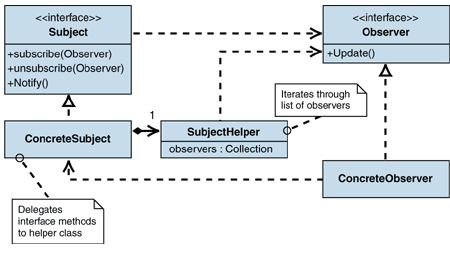 <<interface>>
Subject
+subscribe(Observer)
+unsubscribe(Observer)
+Notify()
<<interface>>
Observer
+Update()
Iterates through
list of observers
1
ConcreteSubject
SubjectHelper
observers : Collection
ConcreteObserver
Delegates
interface methods
to helper class